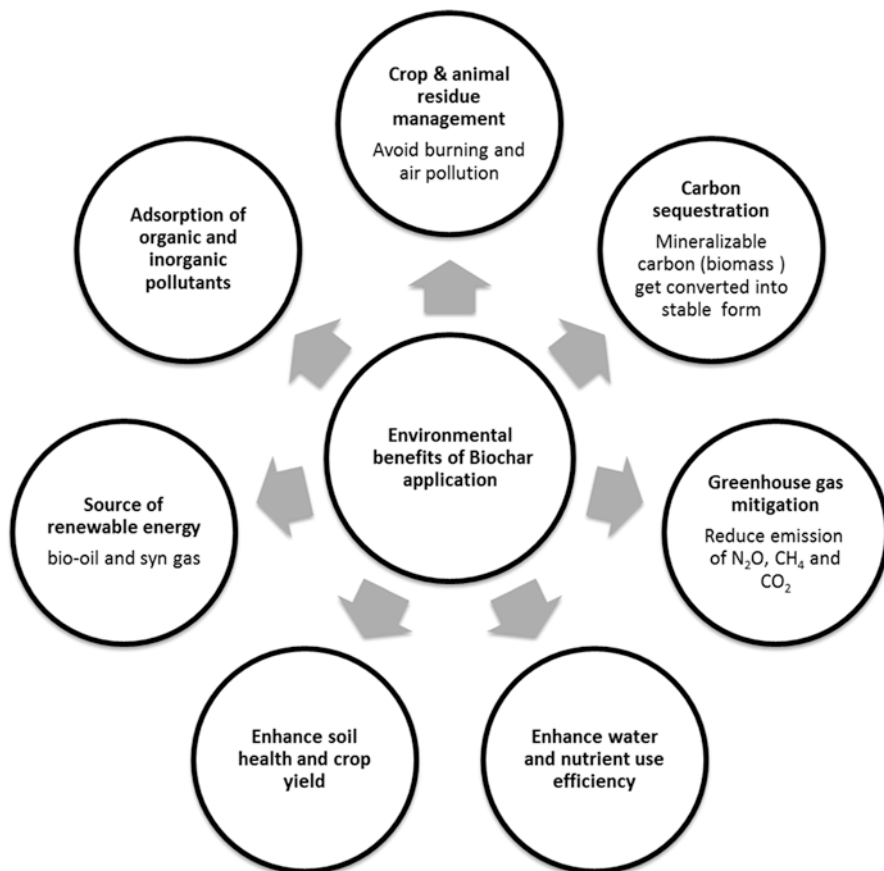 Crop & animal
residue
management
Avoid burning and
air pollution
Carbon
sequestration
Mineralizable
carbon (biomass )
get converted into
stable form
Greenhouse gas
mitigation
Reduce emission
of N₂O, CH₄ and
CO₂
Enhance water
and nutrient use
efficiency
Enhance soil
health and crop
yield
Source of
renewable energy
bio-oil and syn gas
Adsorption of
organic and
inorganic
pollutants
Environmental
benefits of Biochar
application